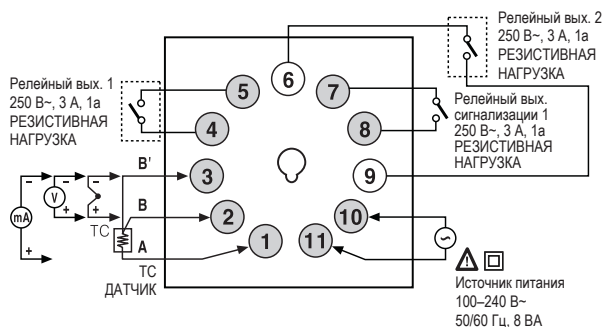 Релейный вых. 2
250 В~, 3 А, 1а
РЕЗИСТИВНАЯ
НАГРУЗКА
Релейный вых. 1
250 В~, 3 А, 1а
РЕЗИСТИВНАЯ
НАГРУЗКА
5
6
7
4
8
Релейный вых.
сигнализации 1
250 В~, 3 А, 1а
РЕЗИСТИВНАЯ
НАГРУЗКА
B'
3
9
mA
V
ТС
B
2
10
A
1
11
ТС
ДАТЧИК
Источник питания
100–240 В~
50/60 Гц, 8 ВА